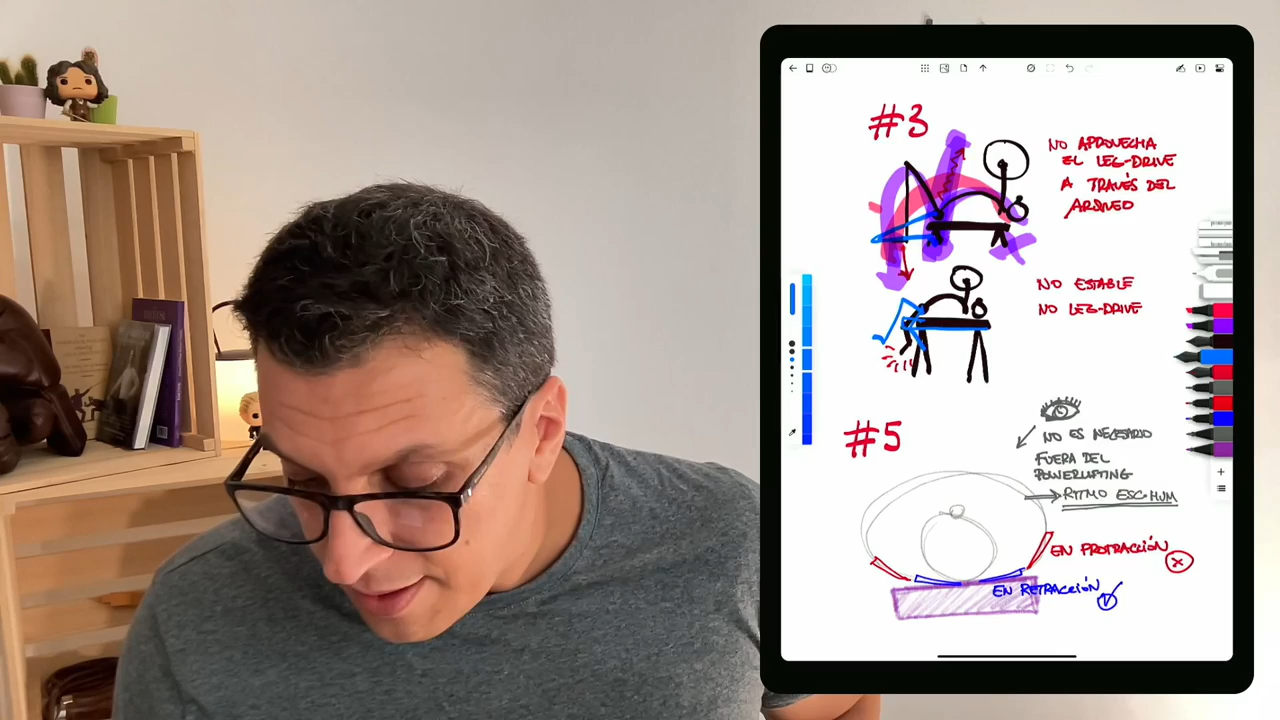 #3
NO APROVECHA
EL LEG-DRIVE
A TRAVÉS DEL
ARQUEO
NO ESTABLE
NO LEG-DRIVE
#5
NO ES NECESARIO
FUERA DEL
POWERLIFTING
RITMO ESC-HUM
EN PROTRACCIÓN
EN RETRACCIÓN